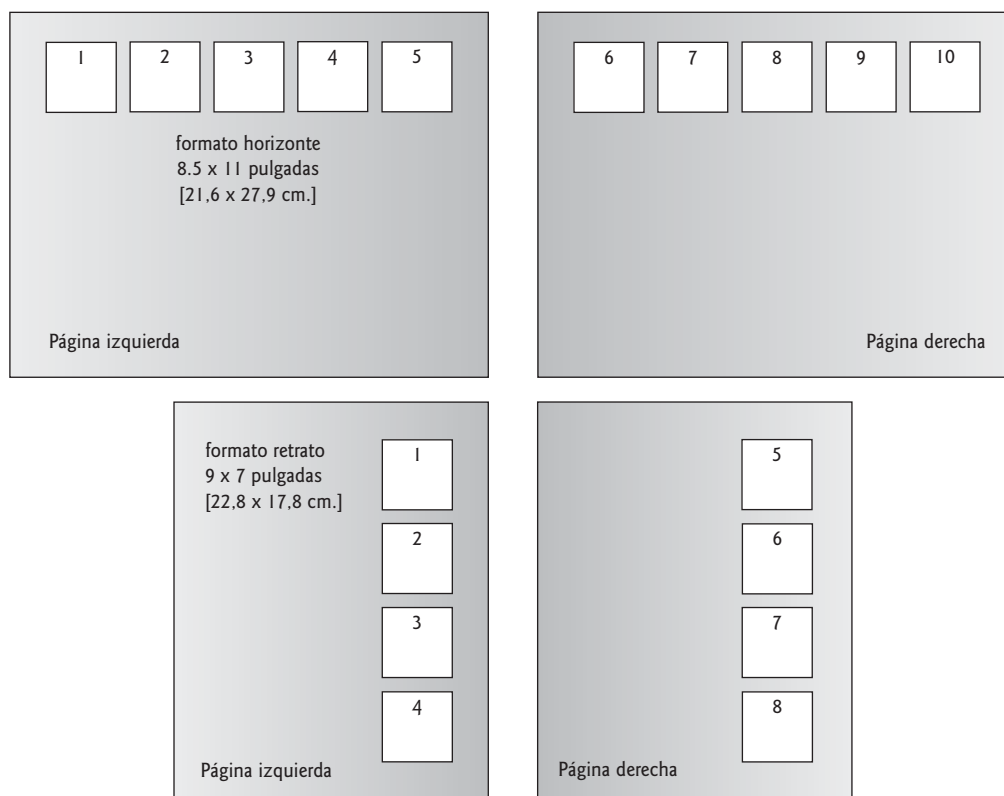 1 2 3 4 5
formato horizonte
8.5 x 11 pulgadas
[21,6 x 27,9 cm.]
Página izquierda
6 7 8 9 10
Página derecha
formato retrato
9 x 7 pulgadas
[22,8 x 17,8 cm.]
1
2
3
4
Página izquierda
5
6
7
8
Página derecha